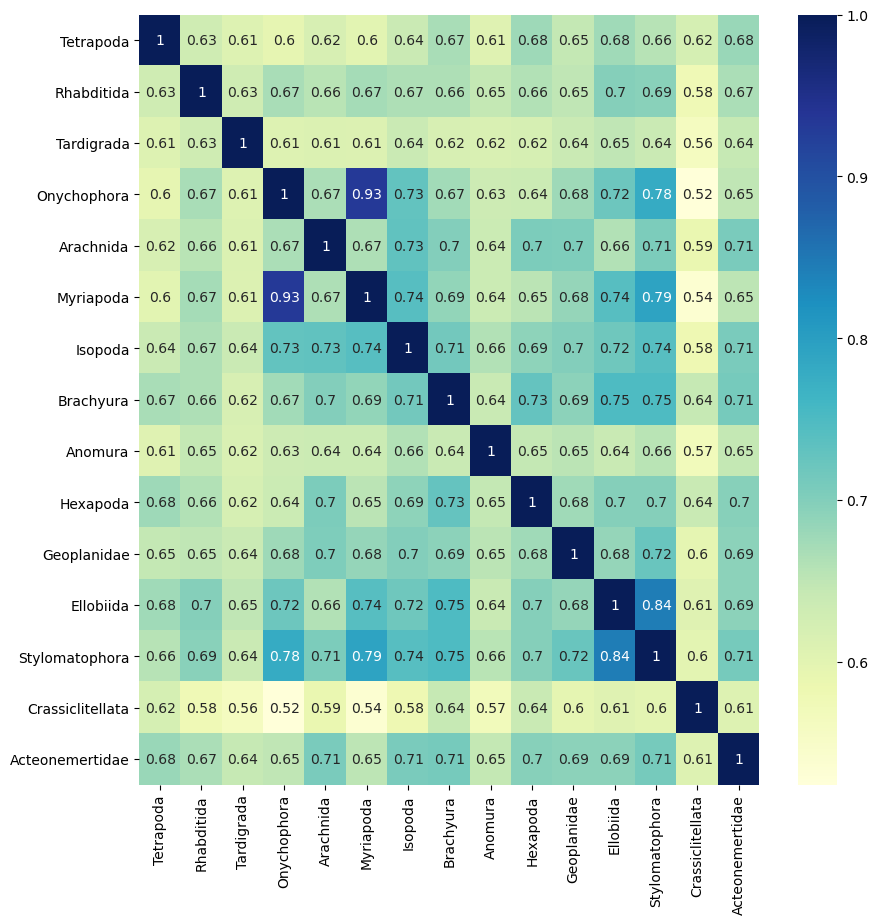 Tetrapoda 1 0.63 0.61 0.6 0.62 0.6 0.64 0.67 0.61 0.68 0.65 0.68 0.66 0.62 0.68
Rhabditida 0.63 1 0.63 0.67 0.66 0.67 0.67 0.66 0.65 0.66 0.65 0.7 0.69 0.58 0.67
Tardigrada 0.61 0.63 1 0.61 0.61 0.61 0.64 0.62 0.62 0.62 0.64 0.65 0.64 0.56 0.64
Onychophora 0.6 0.67 0.61 1 0.67 0.93 0.73 0.67 0.63 0.64 0.68 0.72 0.78 0.52 0.65
Arachnida 0.62 0.66 0.61 0.67 1 0.67 0.73 0.7 0.64 0.7 0.7 0.66 0.71 0.59 0.71
Myriapoda 0.6 0.67 0.61 0.93 0.67 1 0.74 0.69 0.64 0.65 0.68 0.74 0.79 0.54 0.65
Isopoda 0.64 0.67 0.64 0.73 0.73 0.74 1 0.71 0.66 0.69 0.7 0.72 0.74 0.58 0.71
Brachyura 0.67 0.66 0.62 0.67 0.7 0.69 0.71 1 0.64 0.73 0.69 0.75 0.75 0.64 0.71
Anomura 0.61 0.65 0.62 0.63 0.64 0.64 0.66 0.64 1 0.65 0.65 0.64 0.66 0.57 0.65
Hexapoda 0.68 0.66 0.62 0.64 0.7 0.65 0.69 0.73 0.65 1 0.68 0.7 0.7 0.64 0.7
Geoplanidae 0.65 0.65 0.64 0.68 0.7 0.68 0.7 0.69 0.65 0.68 1 0.68 0.72 0.6 0.69
Ellobiida 0.68 0.7 0.65 0.72 0.66 0.74 0.72 0.75 0.64 0.7 0.68 1 0.84 0.61 0.69
Stylomatophora 0.66 0.69 0.64 0.78 0.71 0.79 0.74 0.75 0.66 0.7 0.72 0.84 1 0.6 0.71
Crassiclitellata 0.62 0.58 0.56 0.52 0.59 0.54 0.58 0.64 0.57 0.64 0.6 0.61 0.6 1 0.61
Acteonemertidae 0.68 0.67 0.64 0.65 0.71 0.65 0.71 0.71 0.65 0.7 0.69 0.69 0.71 0.61 1
Tetrapoda
Rhabditida
Tardigrada
Onychophora
Arachnida
Myriapoda
Isopoda
Brachyura
Anomura
Hexapoda
Geoplanidae
Ellobiida
Stylomatophora
Crassiclitellata
Acteonemertidae
1.0
0.9
0.8
0.7
0.6